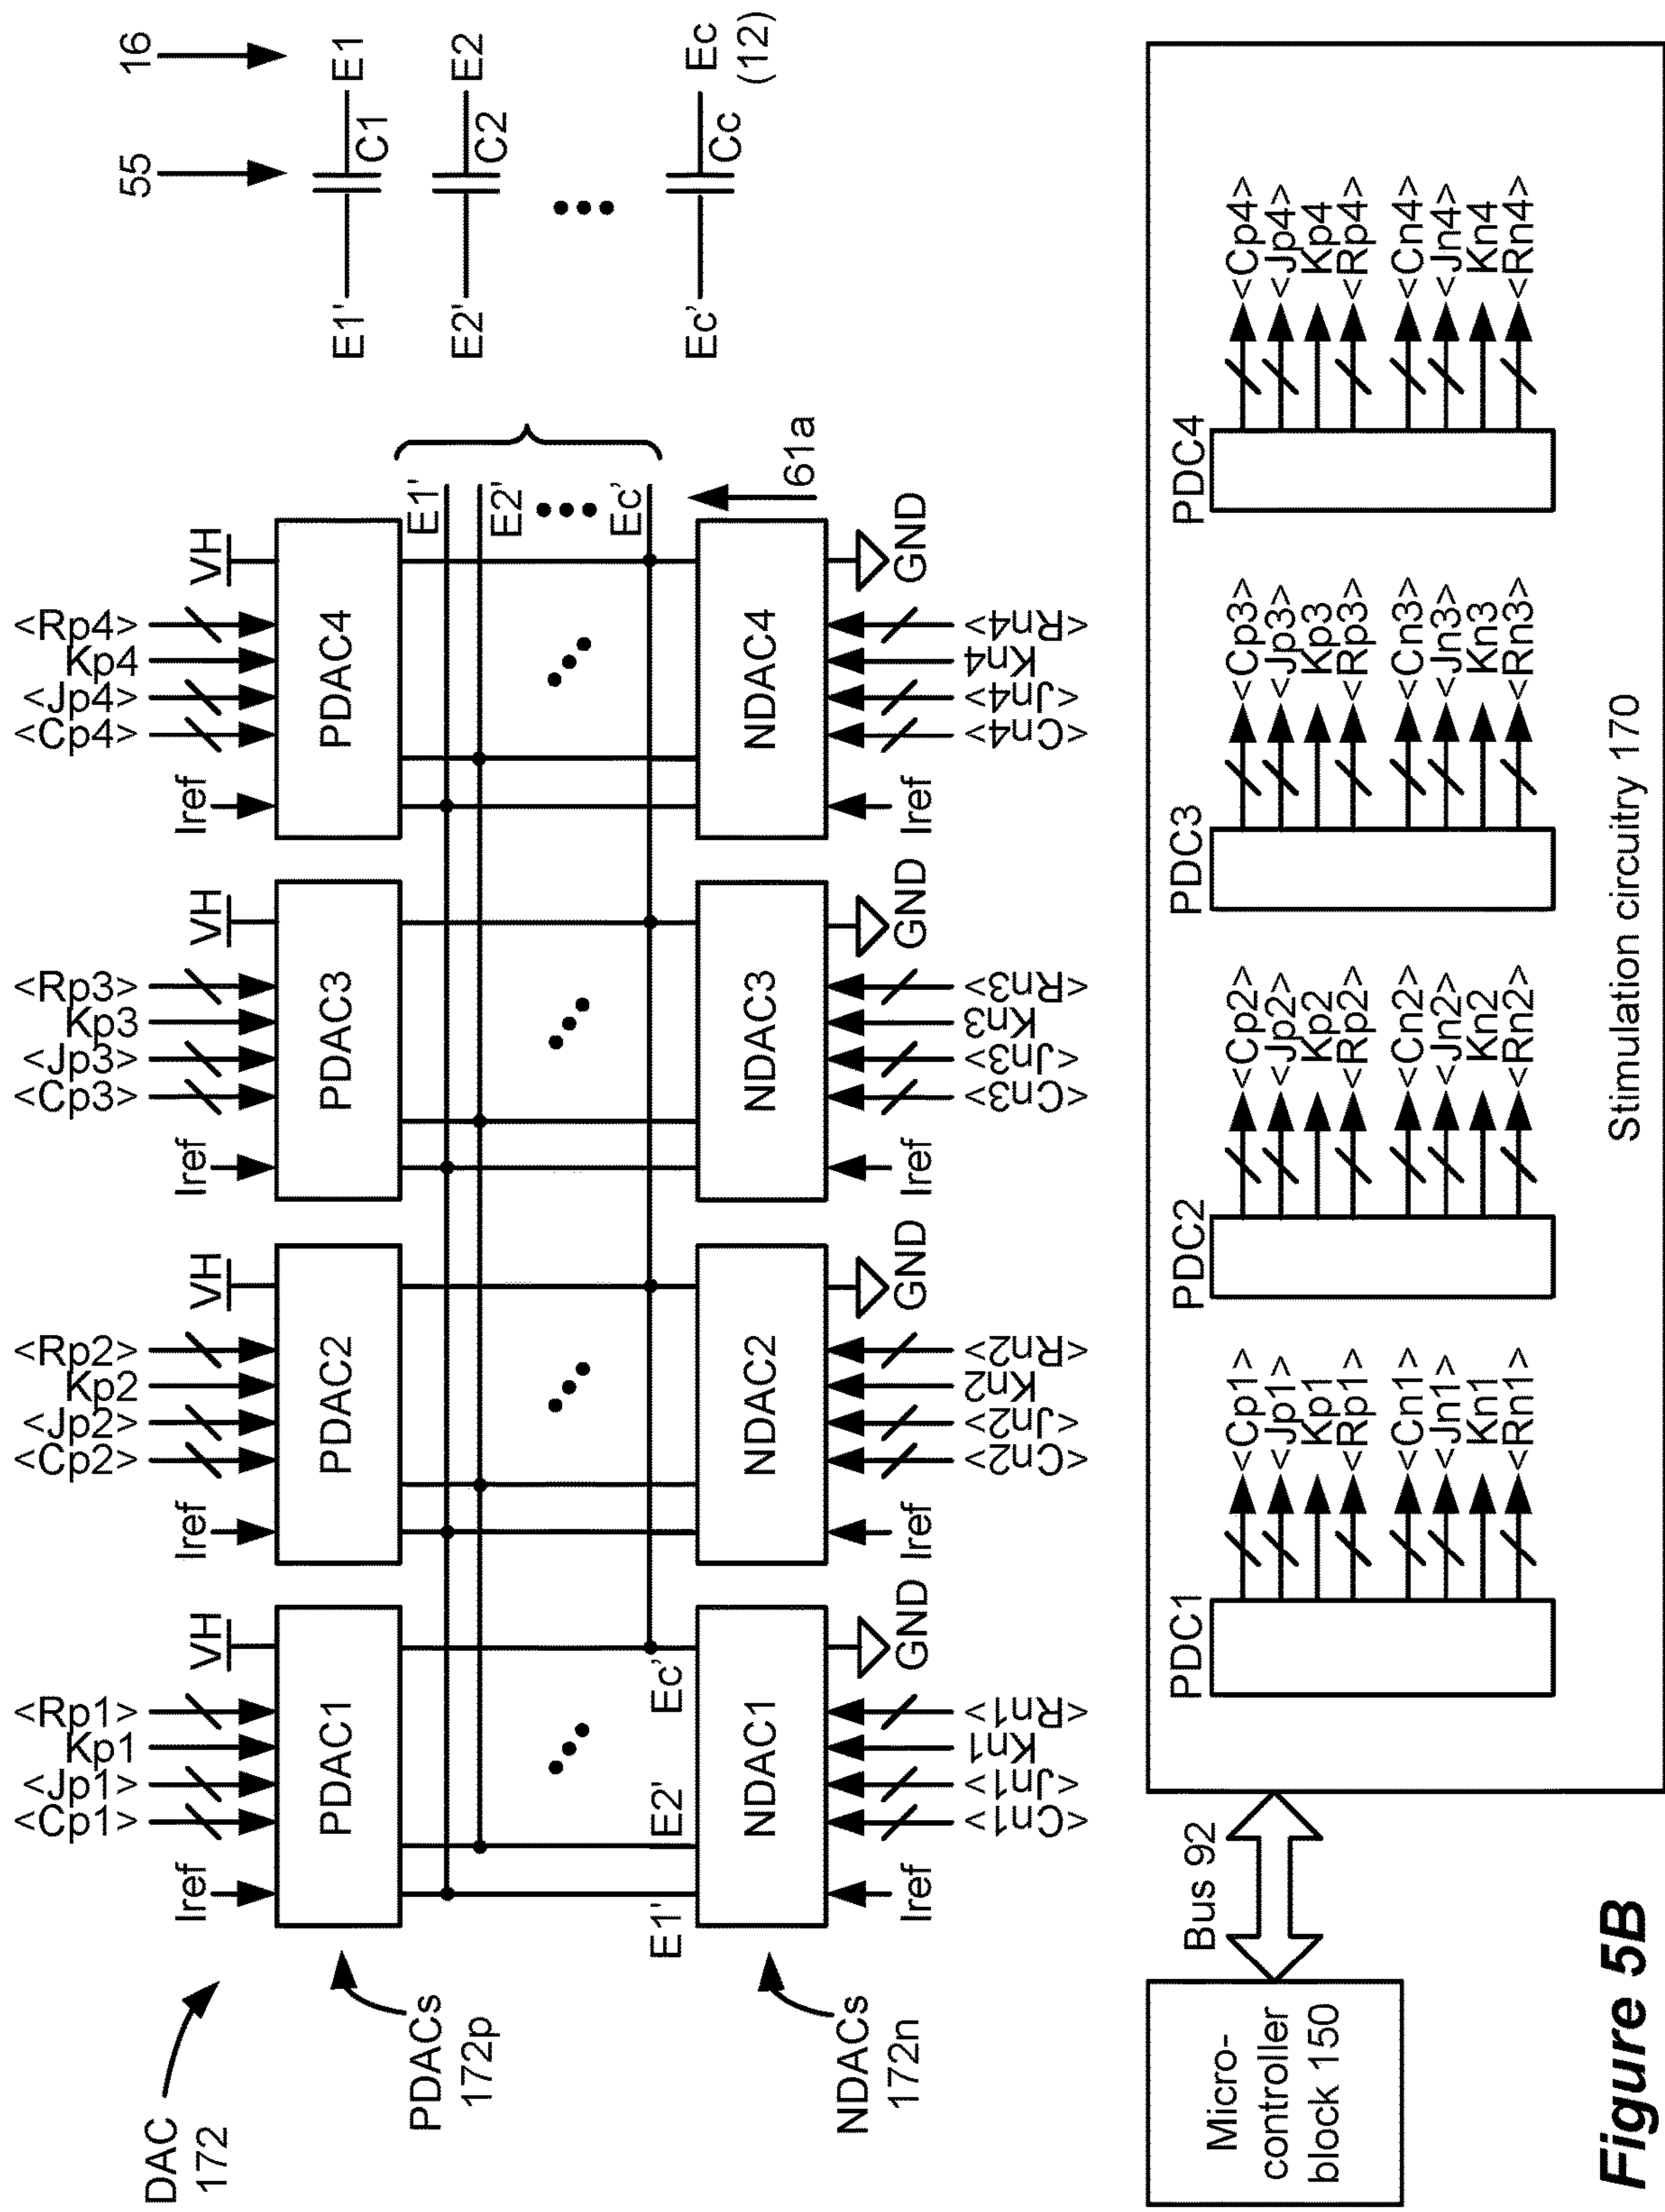 DAC
172
PDACs
172p
NDACs
172n
Iref
<Cp1>
<Jp1>
Kp1
<Rp1>
VH
PDAC1
Iref
<Cp2>
<Jp2>
Kp2
<Rp2>
VH
PDAC2
Iref
<Cp3>
<Jp3>
Kp3
<Rp3>
VH
PDAC3
Iref
<Cp4>
<Jp4>
Kp4
<Rp4>
VH
PDAC4
E1'
E2'
Ec'
E1'
E2'
Ec'
61a
NDAC1
Iref
<Cn1>
<Jn1>
Kn1
<Rn1>
GND
NDAC2
Iref
<Cn2>
<Jn2>
Kn2
<Rn2>
GND
NDAC3
Iref
<Cn3>
<Jn3>
Kn3
<Rn3>
GND
NDAC4
Iref
<Cn4>
<Jn4>
Kn4
<Rn4>
GND
55
16
E1'
C1
E1
E2'
C2
E2
Ec’
Cc
Ec
(12)
Micro-
controller
block 150
Bus 92
PDC1
<Cp1>
<Jp1>
Kp1
<Rp1>
<Cn1>
<Jn1>
Kn1
<Rn1>
PDC2
<Cp2>
<Jp2>
Kp2
<Rp2>
<Cn2>
<Jn2>
Kn2
<Rn2>
PDC3
<Cp3>
<Jp3>
Kp3
<Rp3>
<Cn3>
<Jn3>
Kn3
<Rn3>
PDC4
<Cp4>
<Jp4>
Kp4
<Rp4>
<Cn4>
<Jn4>
Kn4
<Rn4>
Stimulation circuitry 170
Figure 5B